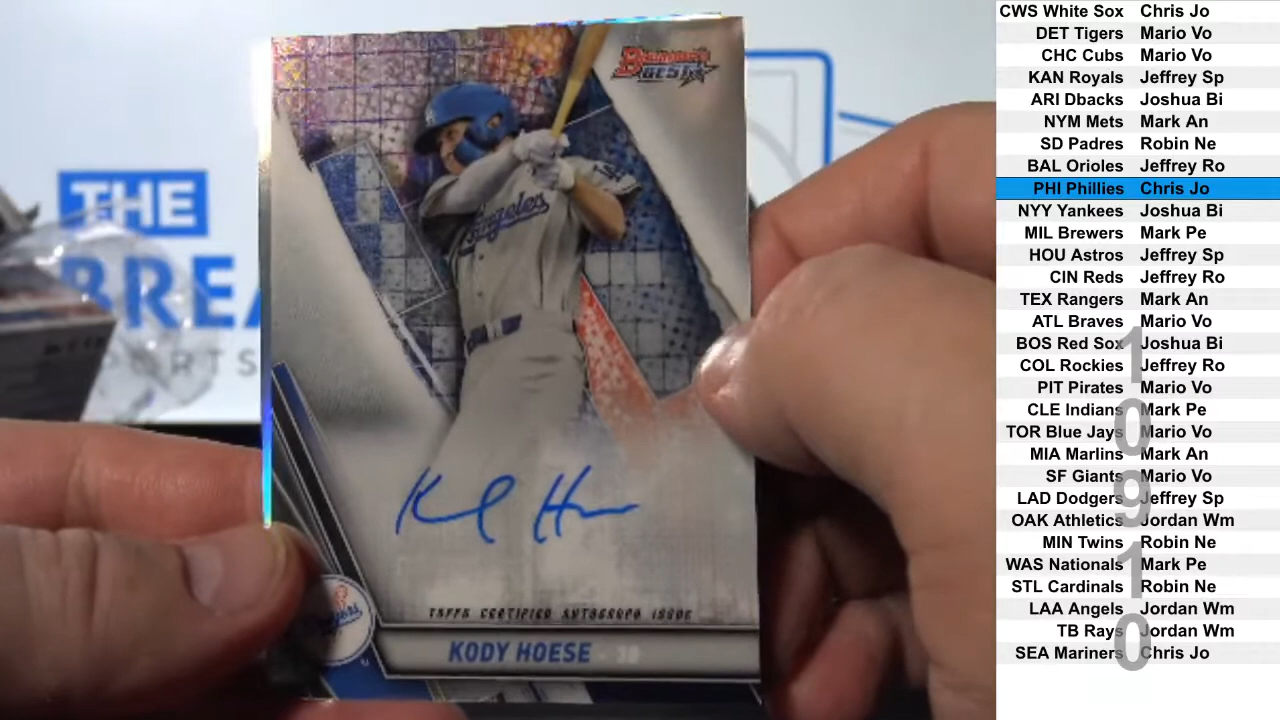 THE
BREA
PORTS
BOWMAN'S
BEST
Angeles
LA
TOPPS CERTIFIED AUTOGRAPH ISSUE
KODY HOESE - 3B
CWS White Sox Chris Jo
DET Tigers Mario Vo
CHC Cubs Mario Vo
KAN Royals Jeffrey Sp
ARI Dbacks Joshua Bi
NYM Mets Mark An
SD Padres Robin Ne
BAL Orioles Jeffrey Ro
PHI Phillies Chris Jo
NYY Yankees Joshua Bi
MIL Brewers Mark Pe
HOU Astros Jeffrey Sp
CIN Reds Jeffrey Ro
TEX Rangers Mark An
ATL Braves Mario Vo
BOS Red Sox Joshua Bi
COL Rockies Jeffrey Ro
PIT Pirates Mario Vo
CLE Indians Mark Pe
TOR Blue Jays Mario Vo
MIA Marlins Mark An
SF Giants Mario Vo
LAD Dodgers Jeffrey Sp
OAK Athletics Jordan Wm
MIN Twins Robin Ne
WAS Nationals Mark Pe
STL Cardinals Robin Ne
LAA Angels Jordan Wm
TB Rays Jordan Wm
SEA Mariners Chris Jo
10910